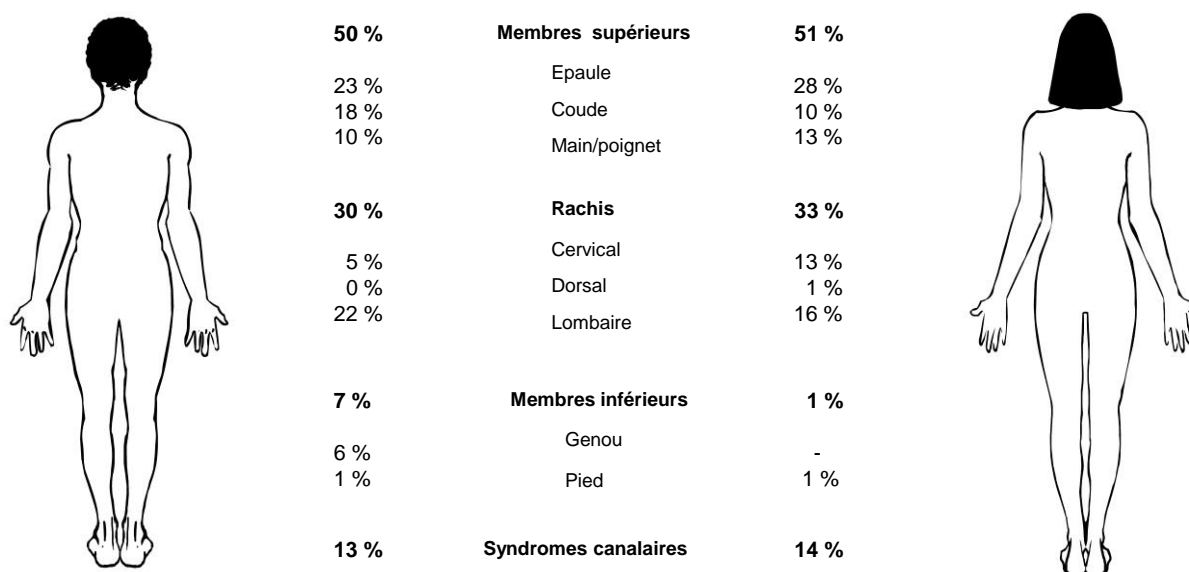 50 % Membres supérieurs 51 %
23 % Epaule 28 %
18 % Coude 10 %
10 % Main/poignet 13 %
30 % Rachis 33 %
5 % Cervical 13 %
0 % Dorsal 1 %
22 % Lombaire 16 %
7 % Membres inférieurs 1 %
6 % Genou -
1 % Pied 1 %
13 % Syndromes canalaires 14 %